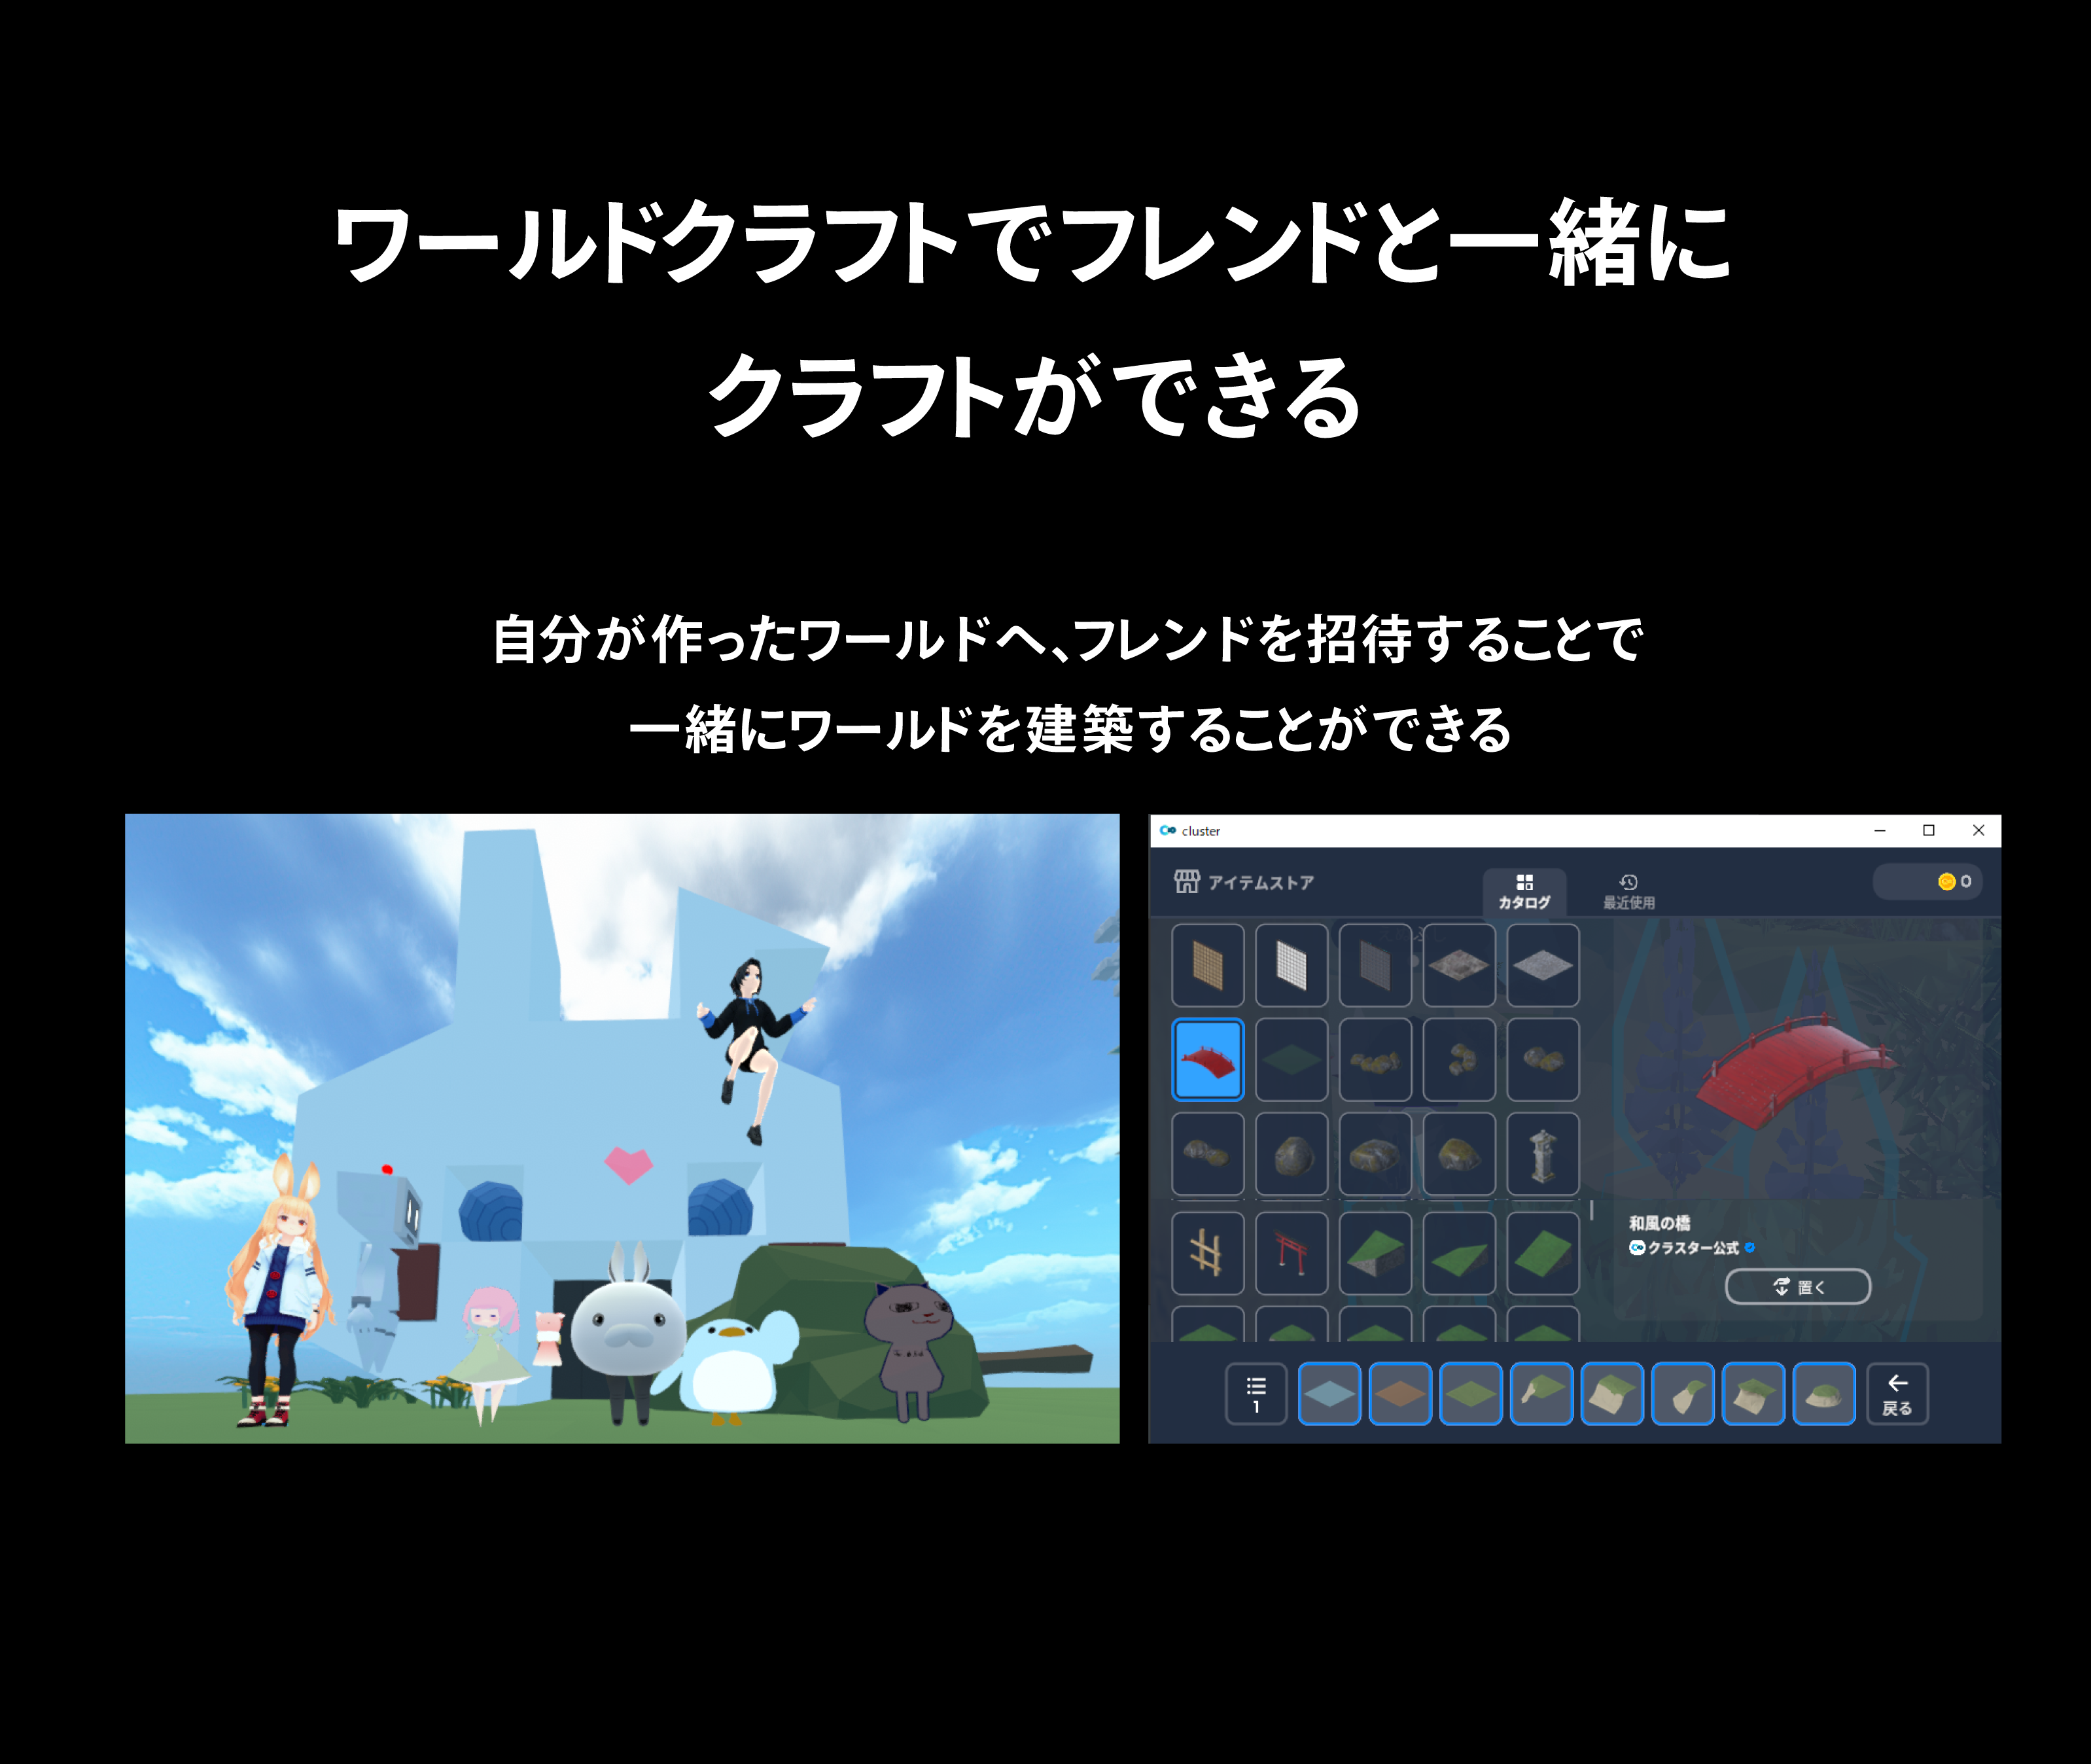 ワールドクラフトでフレンドと一緒に
クラフトができる
自分が作ったワールドへ、フレンドを招待することで
一緒にワールドを建築することができる
cluster
アイテムストア
カタログ
最近使用
0
和風の橋
クラスター公式
置く
1
戻る